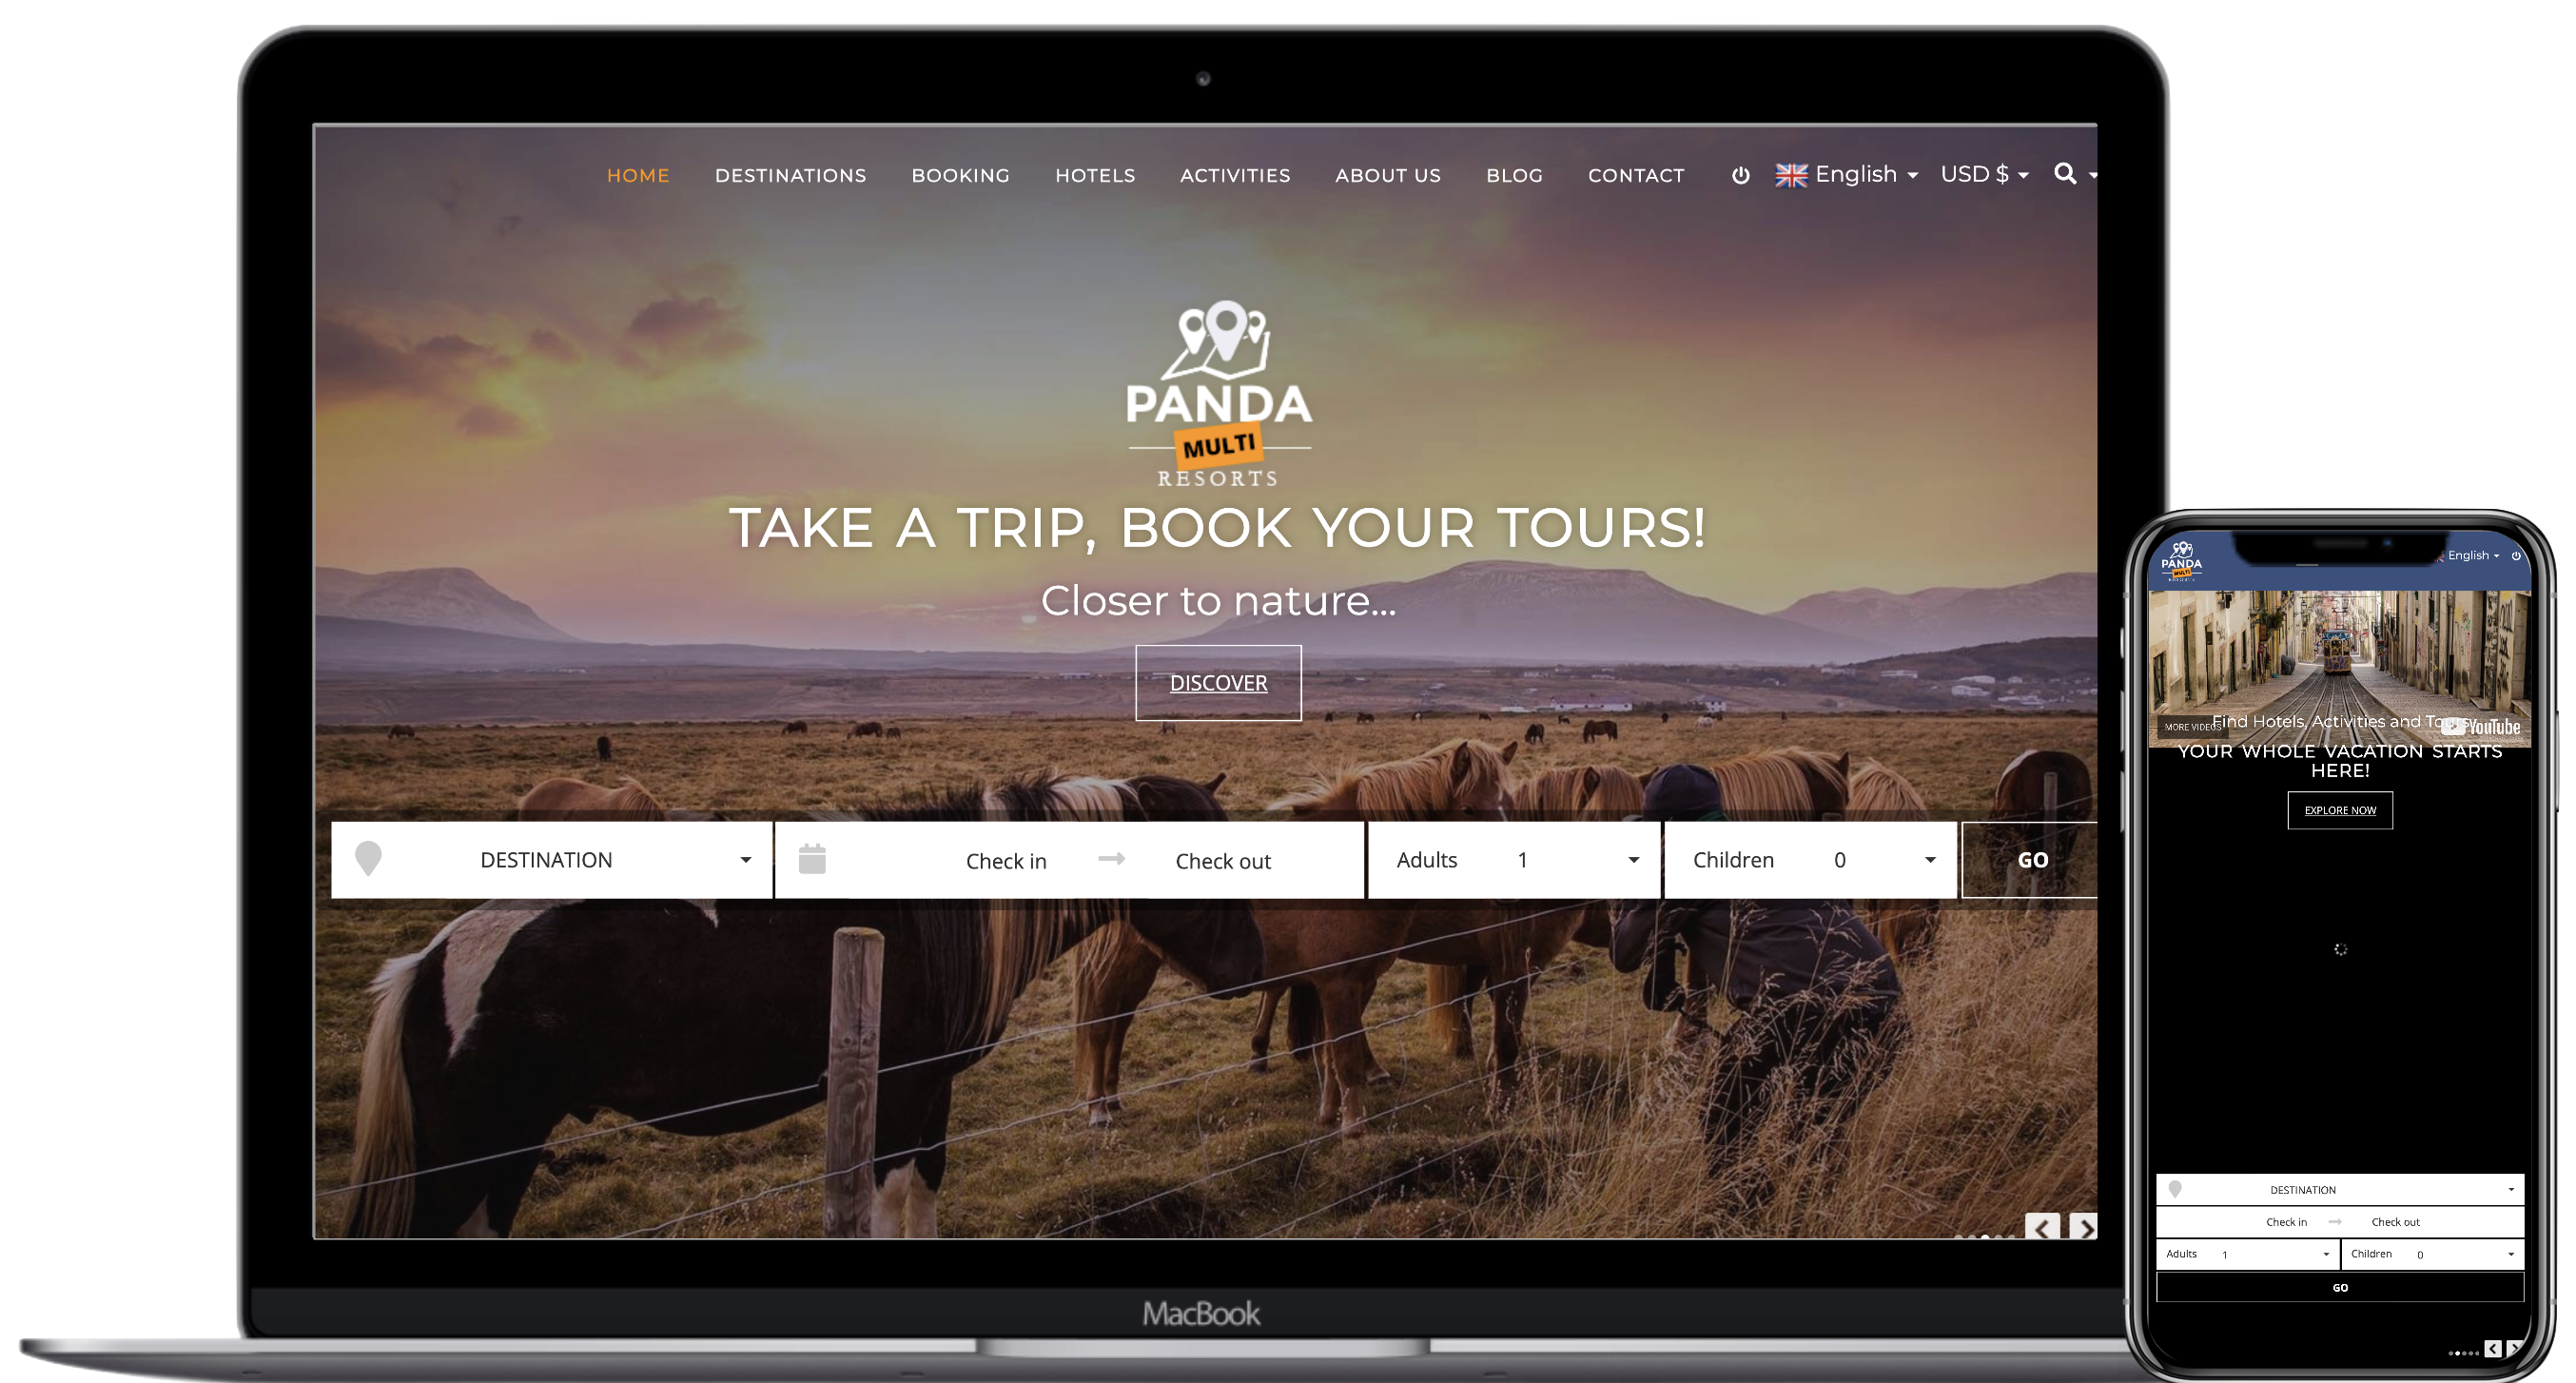 HOME DESTINATIONS BOOKING HOTELS ACTIVITIES ABOUT US BLOG CONTACT English USD $
PANDA
MULTI
RESORTS
TAKE A TRIP, BOOK YOUR TOURS!
Closer to nature...
DISCOVER
DESTINATION Check in Check out Adults 1 Children 0 GO
MacBook
PANDA
MULTI
English
MORE VIDEOS
Find Hotels, Activities and Tours
YouTube
YOUR WHOLE VACATION STARTS
HERE!
EXPLORE NOW
DESTINATION
Check in Check out
Adults 1 Children 0
GO